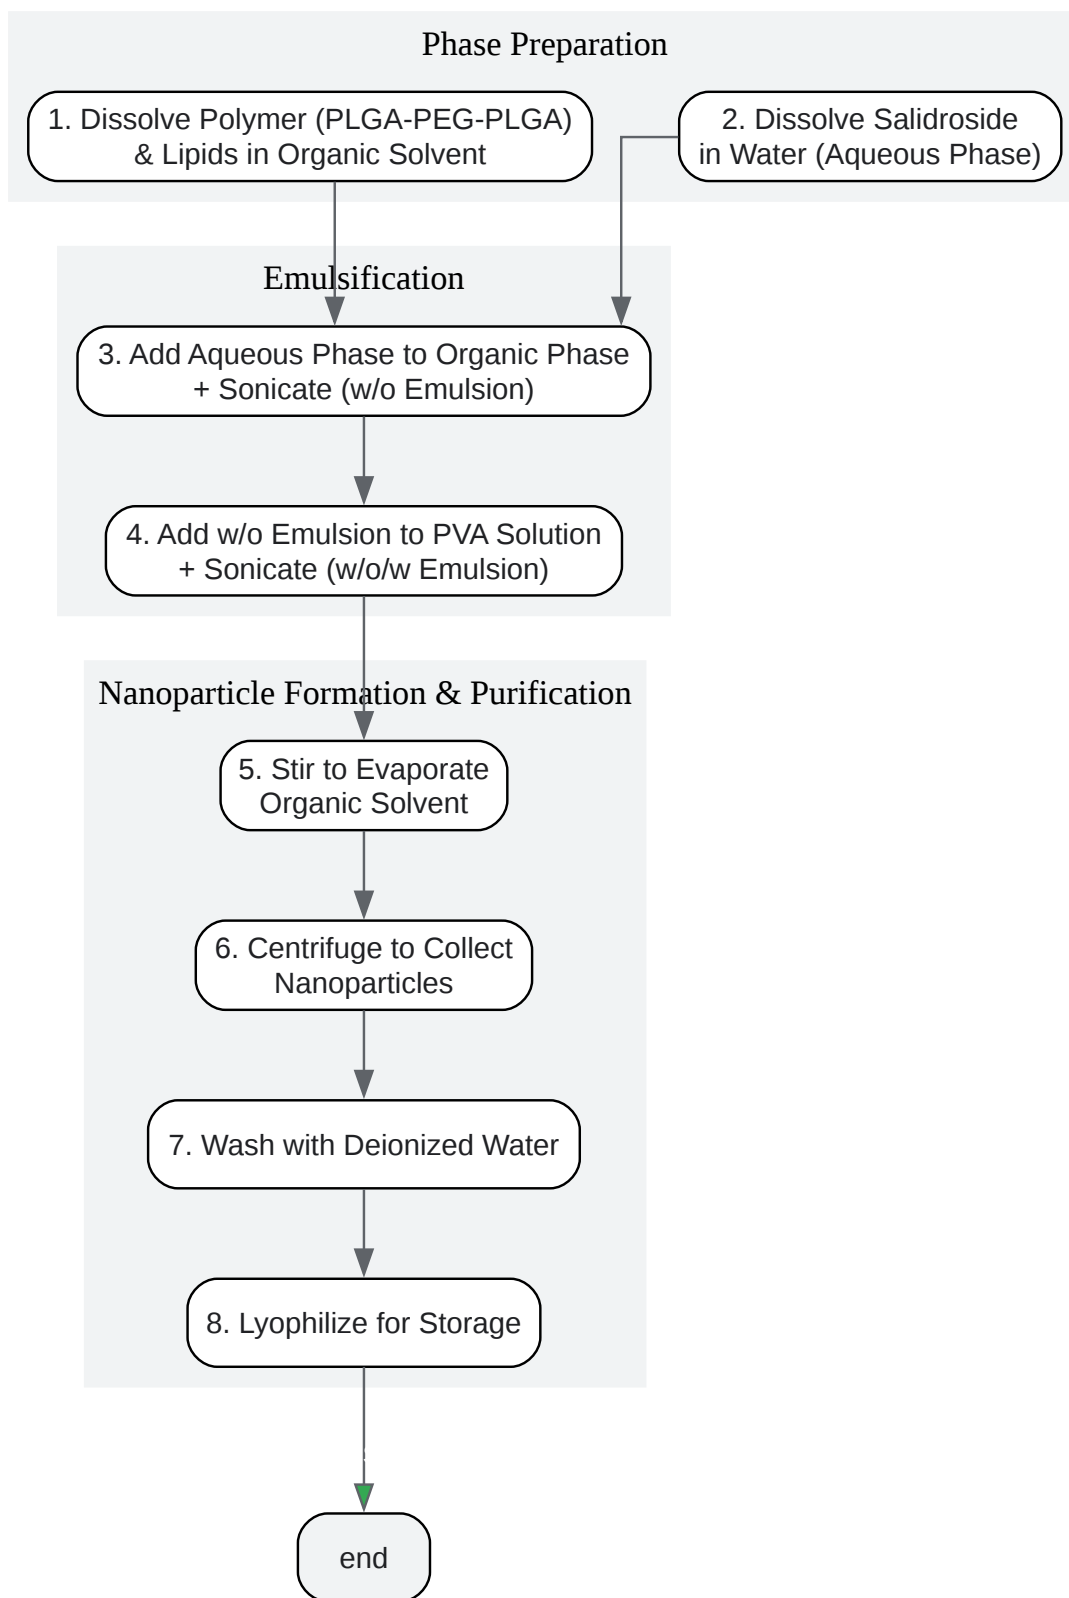 Phase Preparation
1. Dissolve Polymer (PLGA-PEG-PLGA)
& Lipids in Organic Solvent
2. Dissolve Salidroside
in Water (Aqueous Phase)
Emulsification
3. Add Aqueous Phase to Organic Phase
+ Sonicate (w/o Emulsion)
4. Add w/o Emulsion to PVA Solution
+ Sonicate (w/o/w Emulsion)
Nanoparticle Formation & Purification
5. Stir to Evaporate
Organic Solvent
6. Centrifuge to Collect
Nanoparticles
7. Wash with Deionized Water
8. Lyophilize for Storage
end